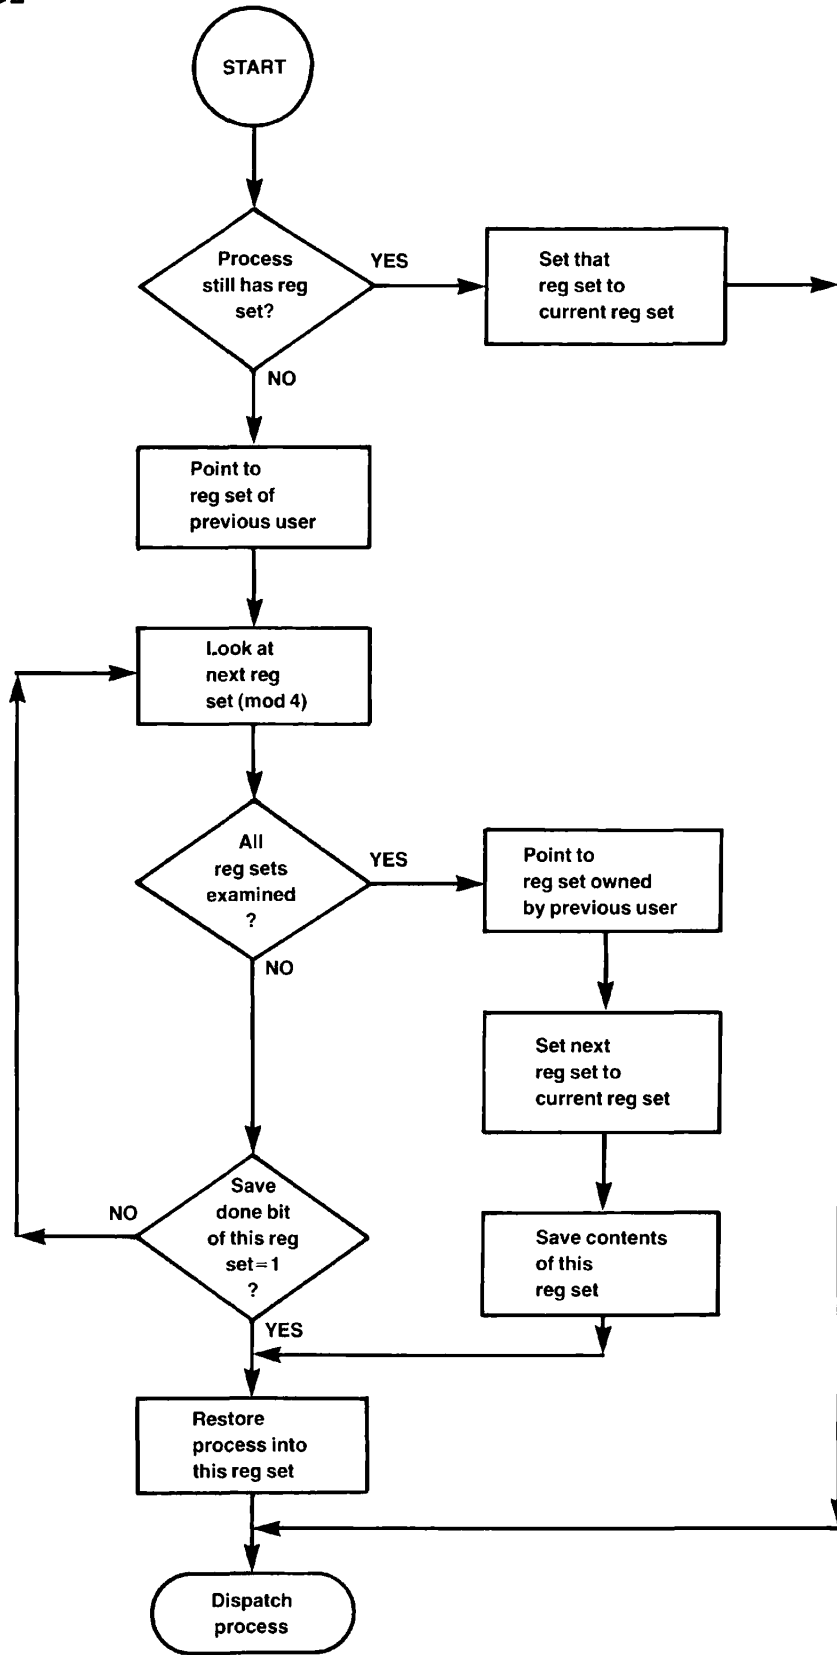 START
Process
still has reg
set?
YES
Set that
reg set to
current reg set
NO
Point to
reg set of
previous user
Look at
next reg
set (mod 4)
All
reg sets
examined
?
YES
Point to
reg set owned
by previous user
NO
Set next
reg set to
current reg set
Save
done bit
of this reg
set=1
?
NO
Save contents
of this
reg set
YES
Restore
process into
this reg set
Dispatch
process